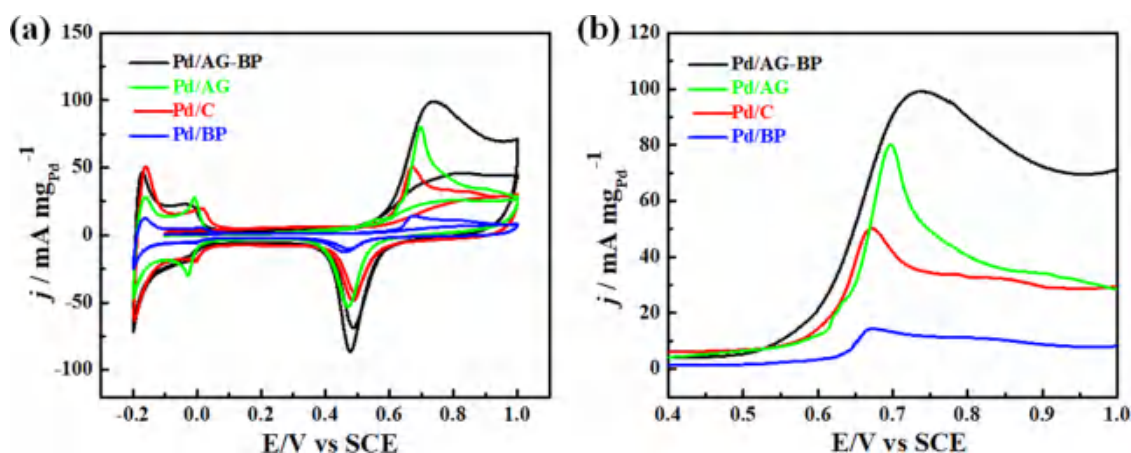 (a)
Pd/AG-BP
Pd/AG
Pd/C
Pd/BP
150
100
50
0
-50
-100
j / mA mgPd-1
-0.2 0.0 0.2 0.4 0.6 0.8 1.0
E/V vs SCE
(b)
Pd/AG-BP
Pd/AG
Pd/C
Pd/BP
120
100
80
60
40
20
0
j / mA mgPd-1
0.4 0.5 0.6 0.7 0.8 0.9 1.0
E/V vs SCE